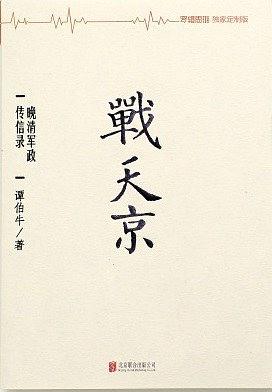 罗辑思维 独家定制版
戰天京
晚清军政
传信录
谭伯牛/著
北京联合出版公司